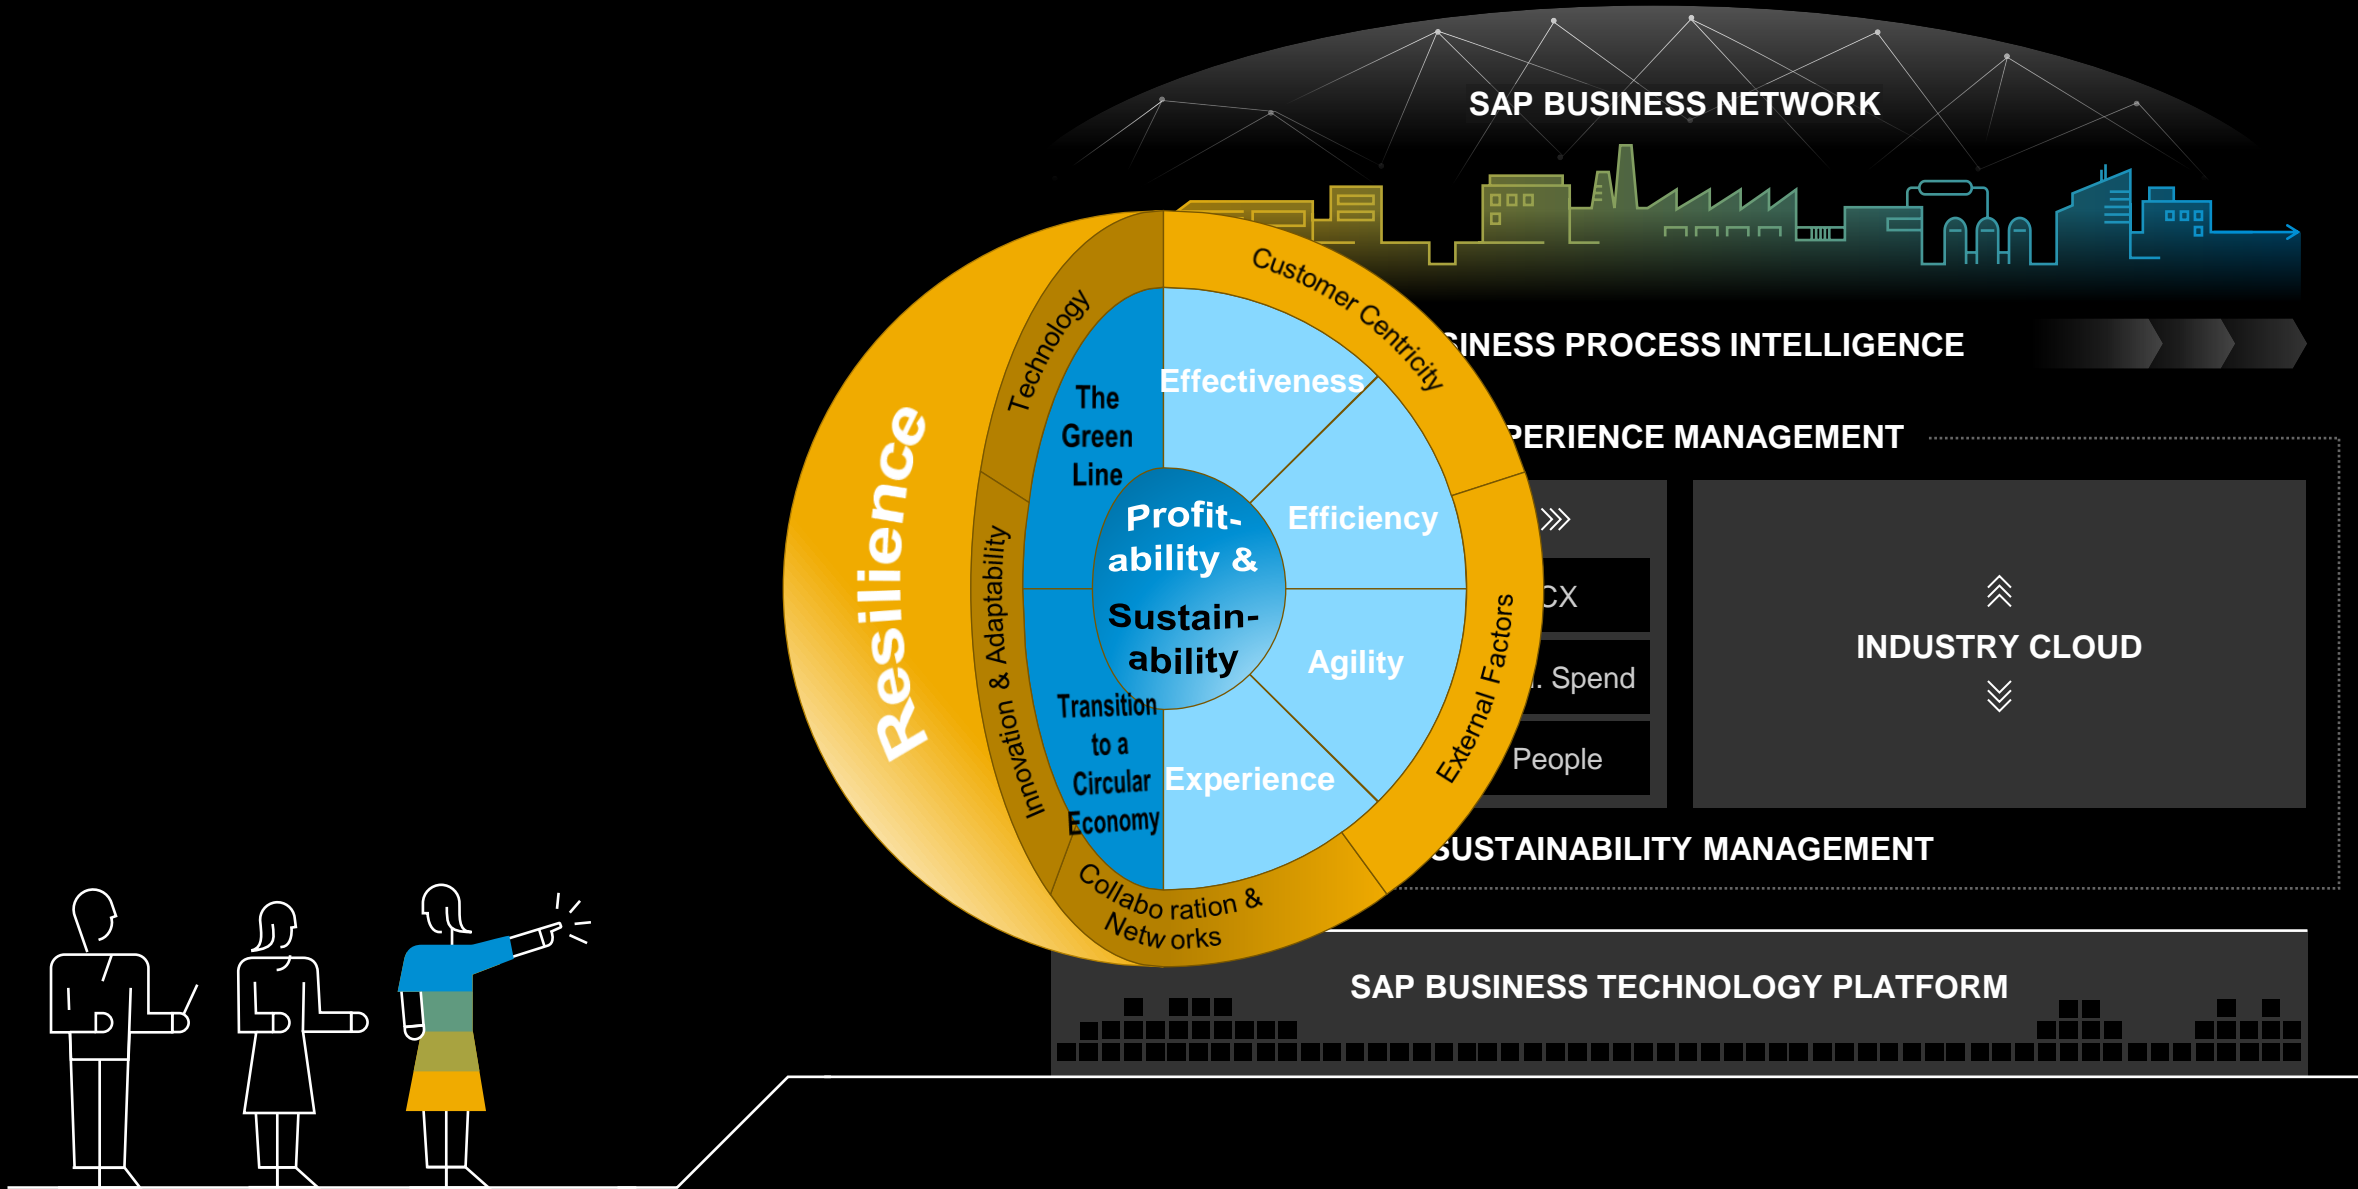 SAP BUSINESS NETWORK
SINESS PROCESS INTELLIGENCE
PERIENCE MANAGEMENT
CX
. Spend
People
INDUSTRY CLOUD
SUSTAINABILITY MANAGEMENT
SAP BUSINESS TECHNOLOGY PLATFORM
Resilience
Technology
Innovation & Adaptability
Collabo ration &
Netw orks
Customer Centricity
External Factors
The
Green
Line
Transition
to a
Circular
Economy
Effectiveness
Efficiency
Agility
Experience
Profit-
ability &
Sustain-
ability